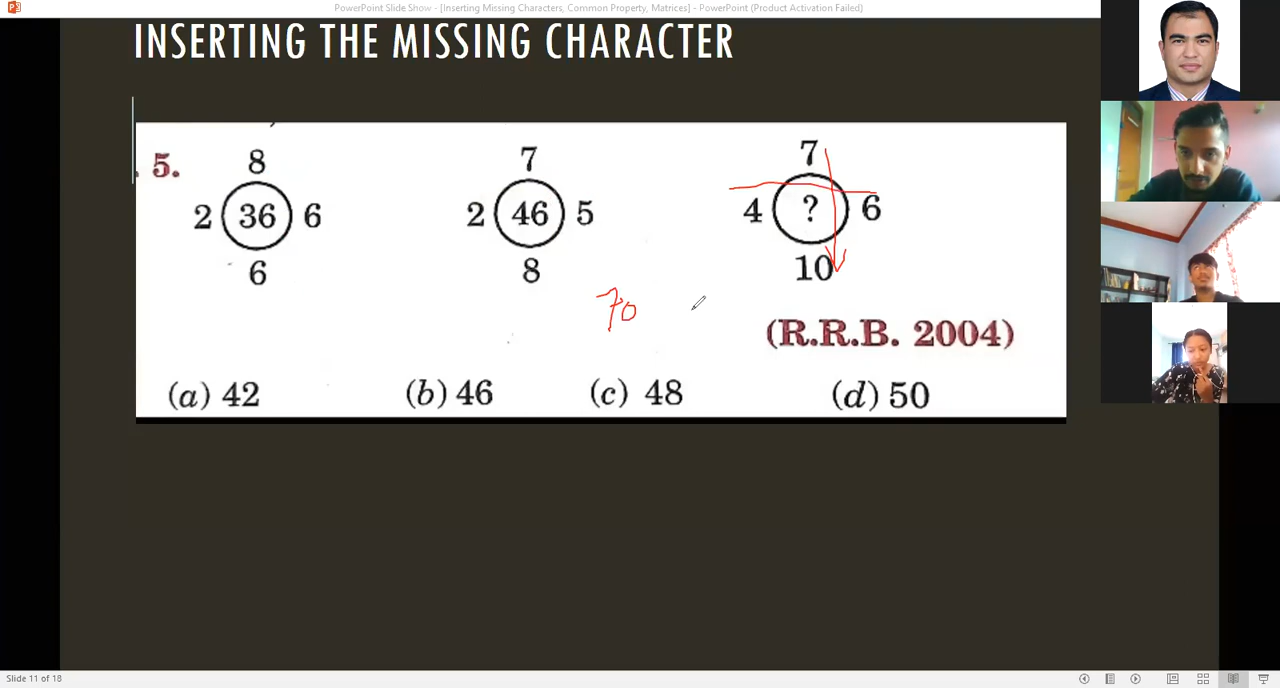 PowerPoint Slide Show - [Inserting Missing Characters, Common Property, Matrices] - PowerPoint (Product Activation Failed)
INSERTING THE MISSING CHARACTER
5.
8
2 36 6
6
7
2 46 5
8
7
4 ? 6
10
70
(R.R.B. 2004)
(a) 42 (b) 46 (c) 48 (d) 50
Slide 11 of 18